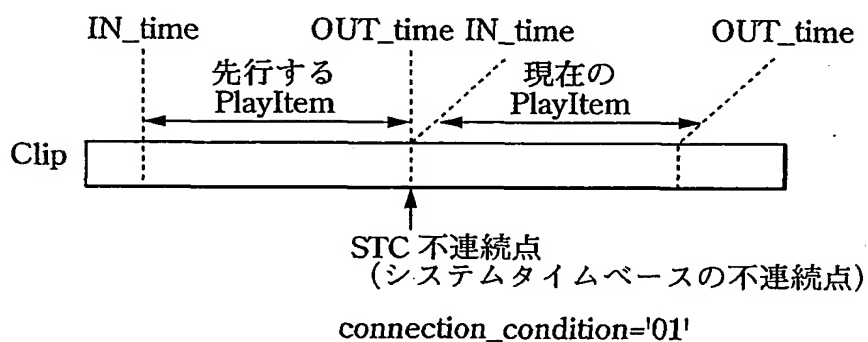 IN_time OUT_time IN_time OUT_time
先行する 現在の
PlayItem PlayItem
Clip
STC 不連続点
(システムタイムベースの不連続点)
connection_condition='01'